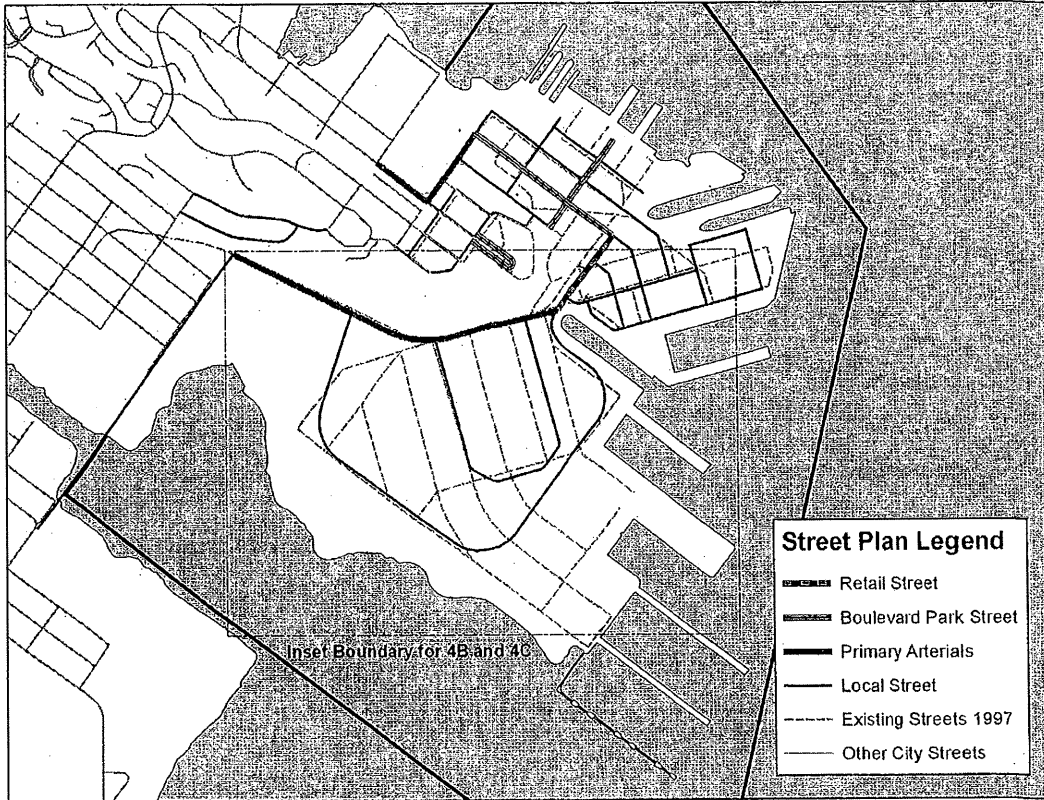 Inset Boundary for 4B and 4C
Street Plan Legend
Retail Street
Boulevard Park Street
Primary Arterials
Local Street
Existing Streets 1997
Other City Streets